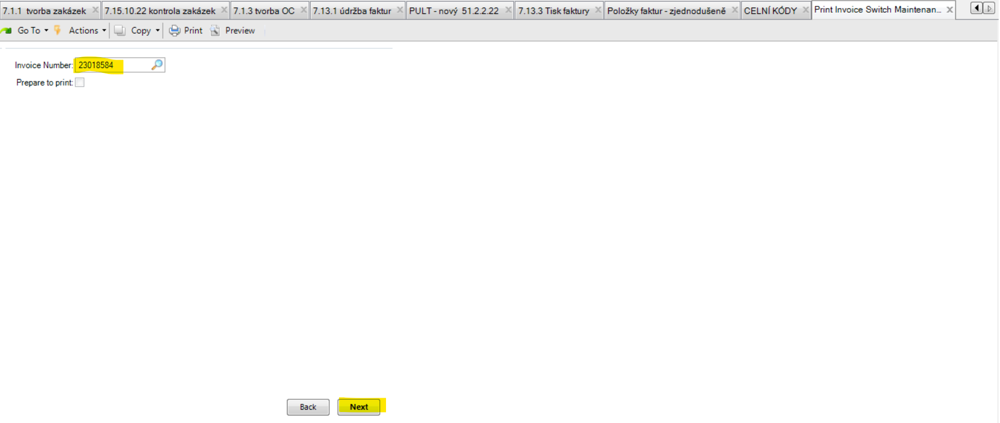 7.1.1 tvorba zakázek 7.15.10.22 kontrola zakázek 7.1.3 tvorba OC 7.13.1 údržba faktur PULT - nový 51.2.2.22 7.13.3 Tisk faktury Položky faktur - zjednodušeně CELNÍ KÓDY Print Invoice Switch Maintenan...
Go To Actions Copy Print Preview
Invoice Number: 23018584
Prepare to print:
Back Next